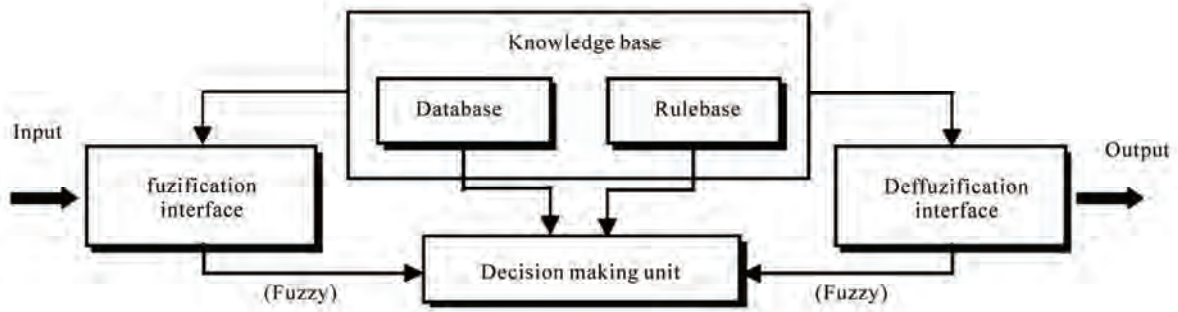 Knowledge base
Database
Rulebase
Input
Output
fuzification
interface
Deffuzification
interface
Decision making unit
(Fuzzy)
(Fuzzy)